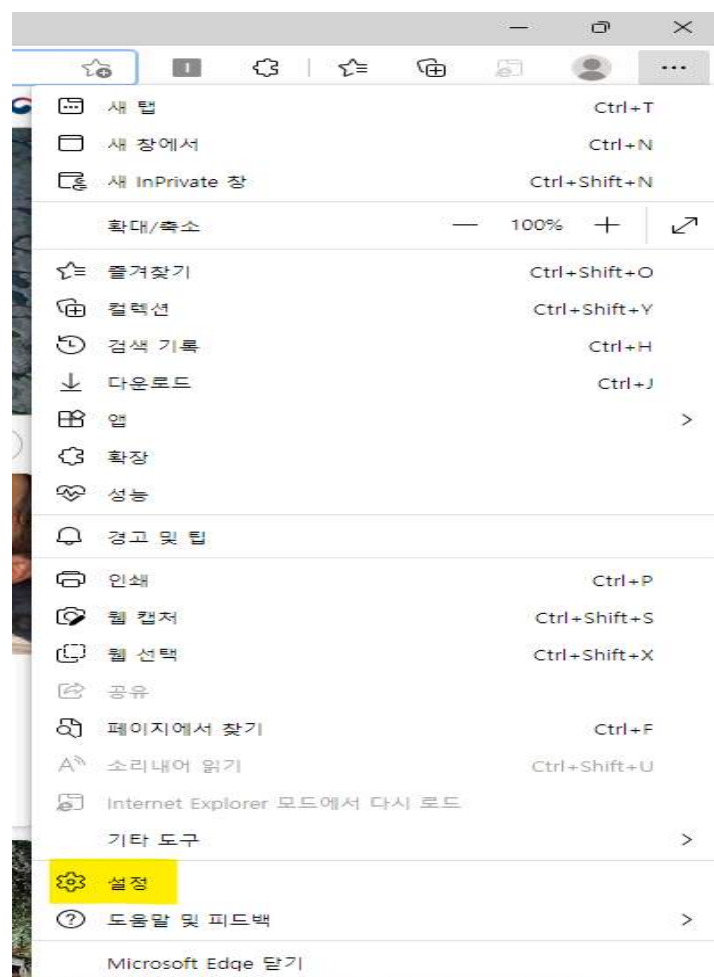 새 탭 Ctrl+T
새 창에서 Ctrl+N
새 InPrivate 창 Ctrl+Shift+N
확대/축소 — 100% +
즐겨찾기 Ctrl+Shift+O
컬렉션 Ctrl+Shift+Y
검색 기록 Ctrl+H
다운로드 Ctrl+J
앱 >
확장
성능
경고 및 팁
인쇄 Ctrl+P
웹 캡처 Ctrl+Shift+S
웹 선택 Ctrl+Shift+X
공유
페이지에서 찾기 Ctrl+F
소리내어 읽기 Ctrl+Shift+U
Internet Explorer 모드에서 다시 로드
기타 도구 >
설정
도움말 및 피드백 >
Microsoft Edge 닫기